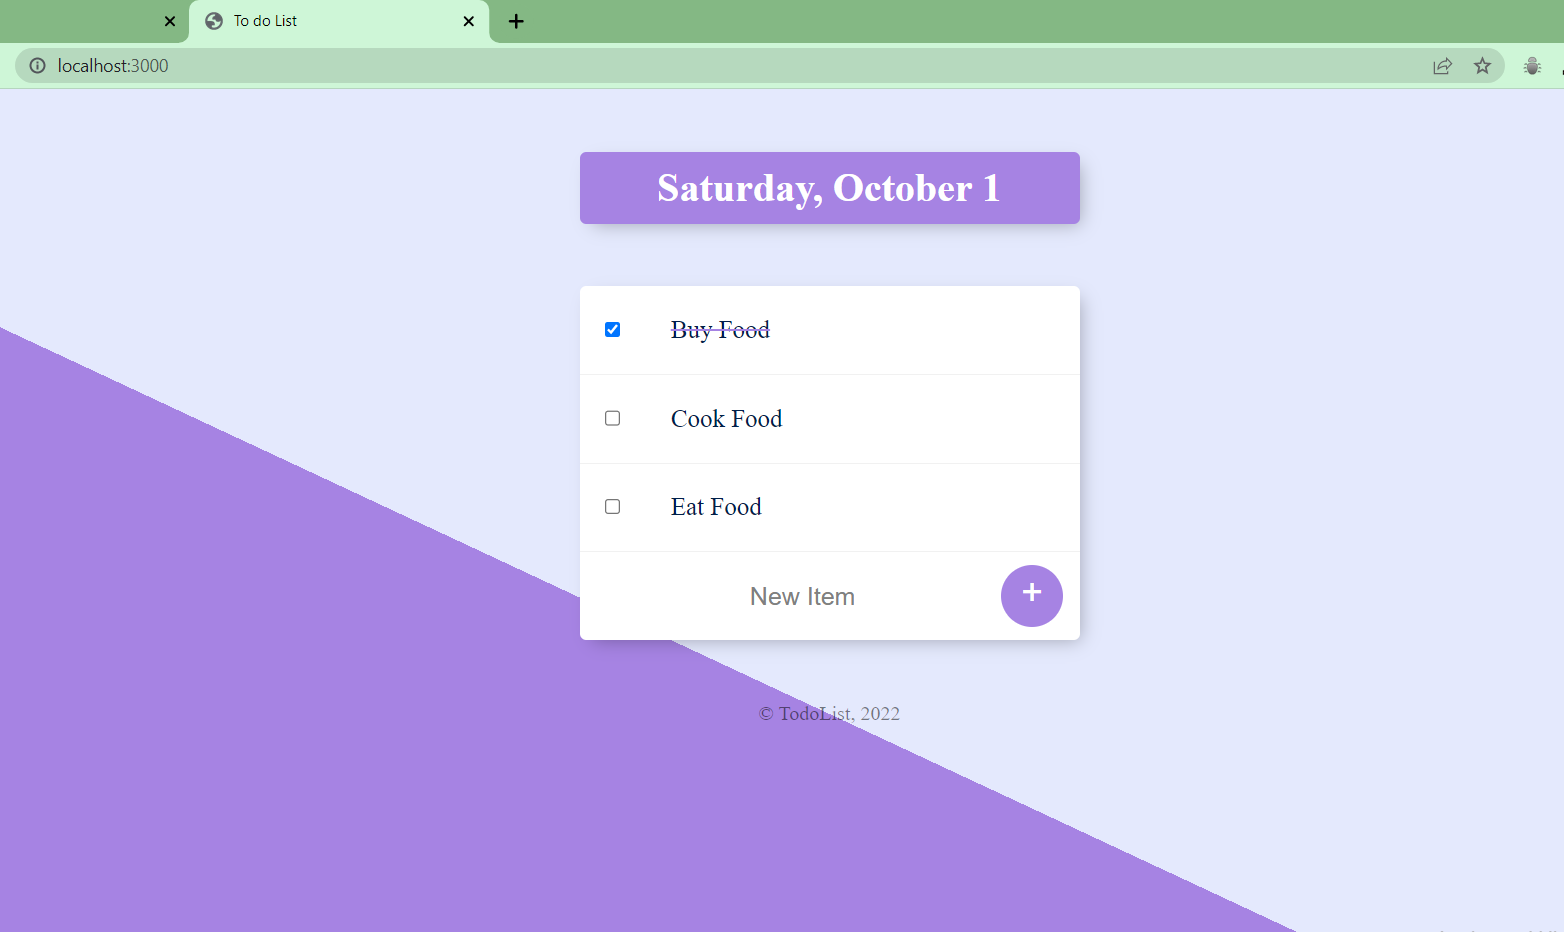 To do List
localhost:3000
Saturday, October 1
Buy Food
Cook Food
Eat Food
New Item
+
© TodoList, 2022